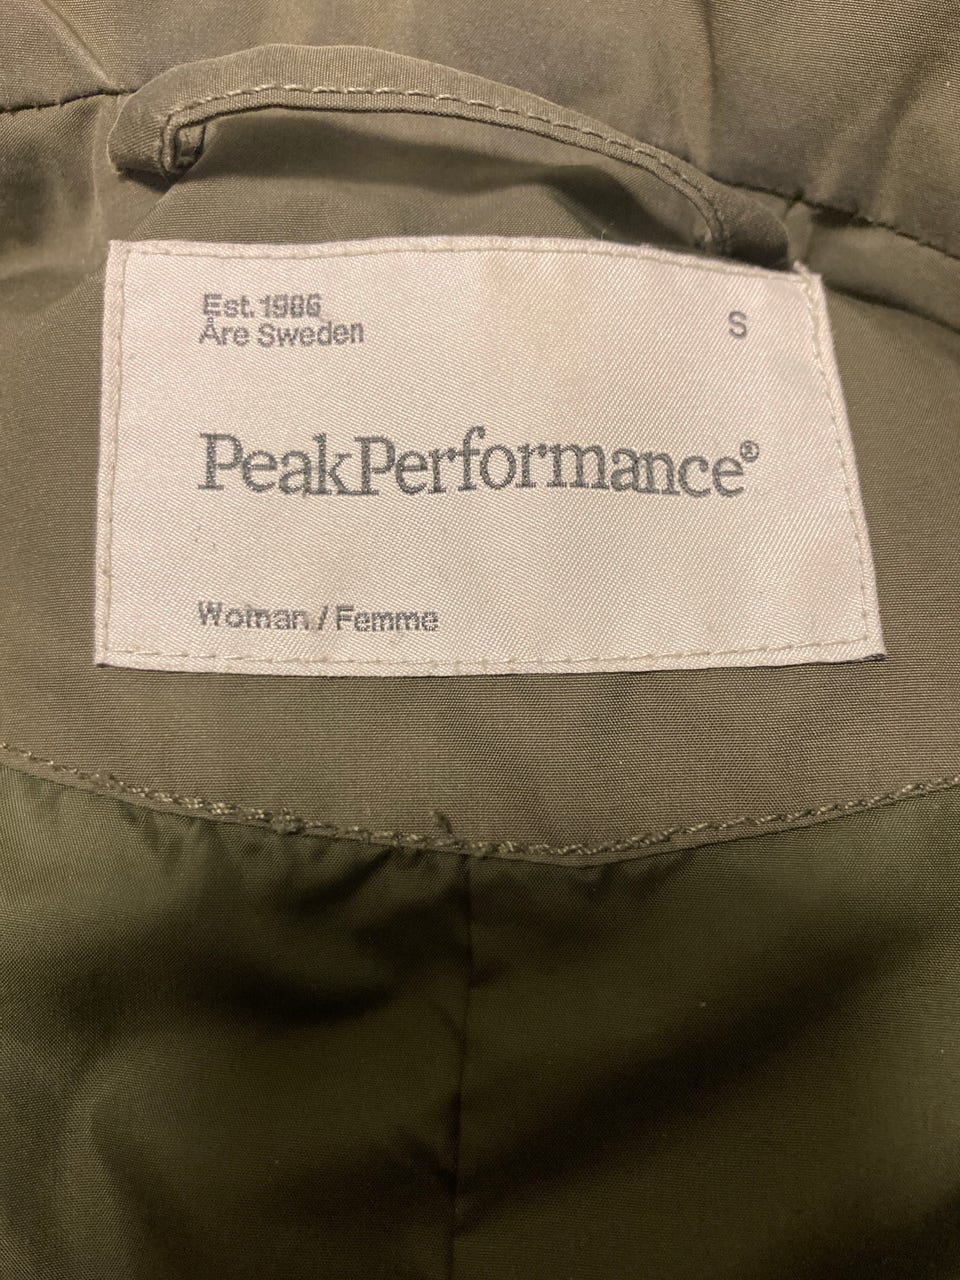 Est. 1986
Åre Sweden
S
PeakPerformance®
Woman / Femme